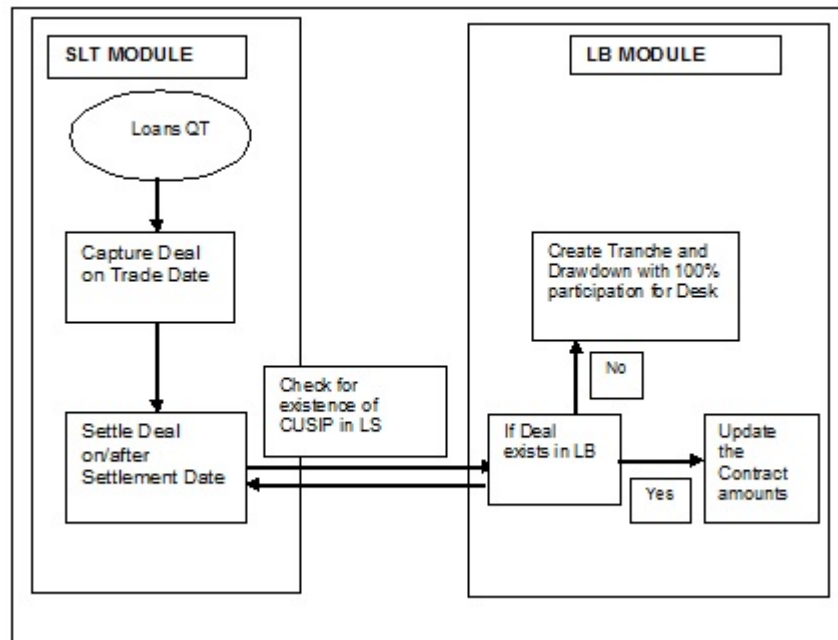 SLT MODULE
Loans QT
Capture Deal
on Trade Date
Settle Deal
on/after
Settlement Date
Check for
existence of
CUSIP in LS
LB MODULE
Create Tranche and
Drawdown with 100%
participation for Desk
No
If Deal
exists in LB
Yes
Update
the
Contract
amounts